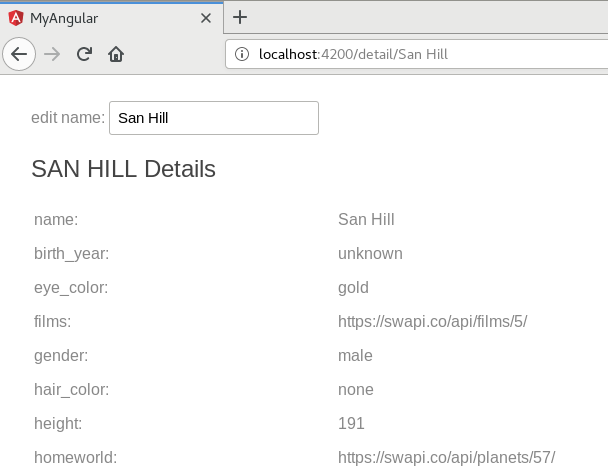 MyAngular
localhost:4200/detail/San Hill
edit name: San Hill
SAN HILL Details
name: San Hill
birth_year: unknown
eye_color: gold
films: https://swapi.co/api/films/5/
gender: male
hair_color: none
height: 191
homeworld: https://swapi.co/api/planets/57/